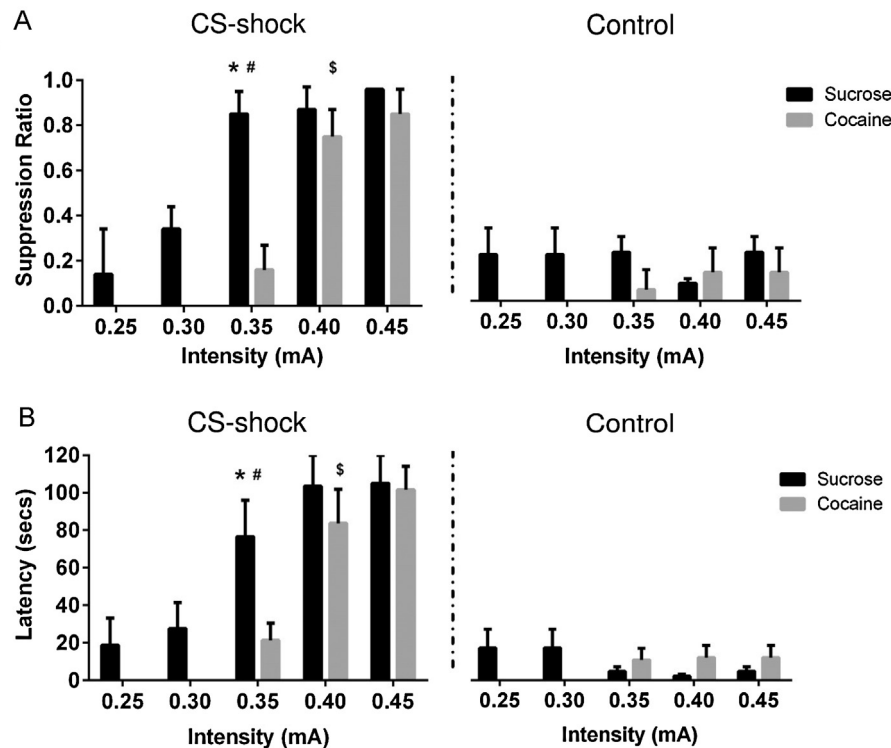 A
CS-shock
Control
* #
$
Sucrose
Cocaine
Suppression Ratio
1.0
0.8
0.6
0.4
0.2
0.0
0.25 0.30 0.35 0.40 0.45
Intensity (mA)
0.25 0.30 0.35 0.40 0.45
Intensity (mA)
B
CS-shock
Control
* #
$
Sucrose
Cocaine
Latency (secs)
120
100
80
60
40
20
0
0.25 0.30 0.35 0.40 0.45
Intensity (mA)
0.25 0.30 0.35 0.40 0.45
Intensity (mA)